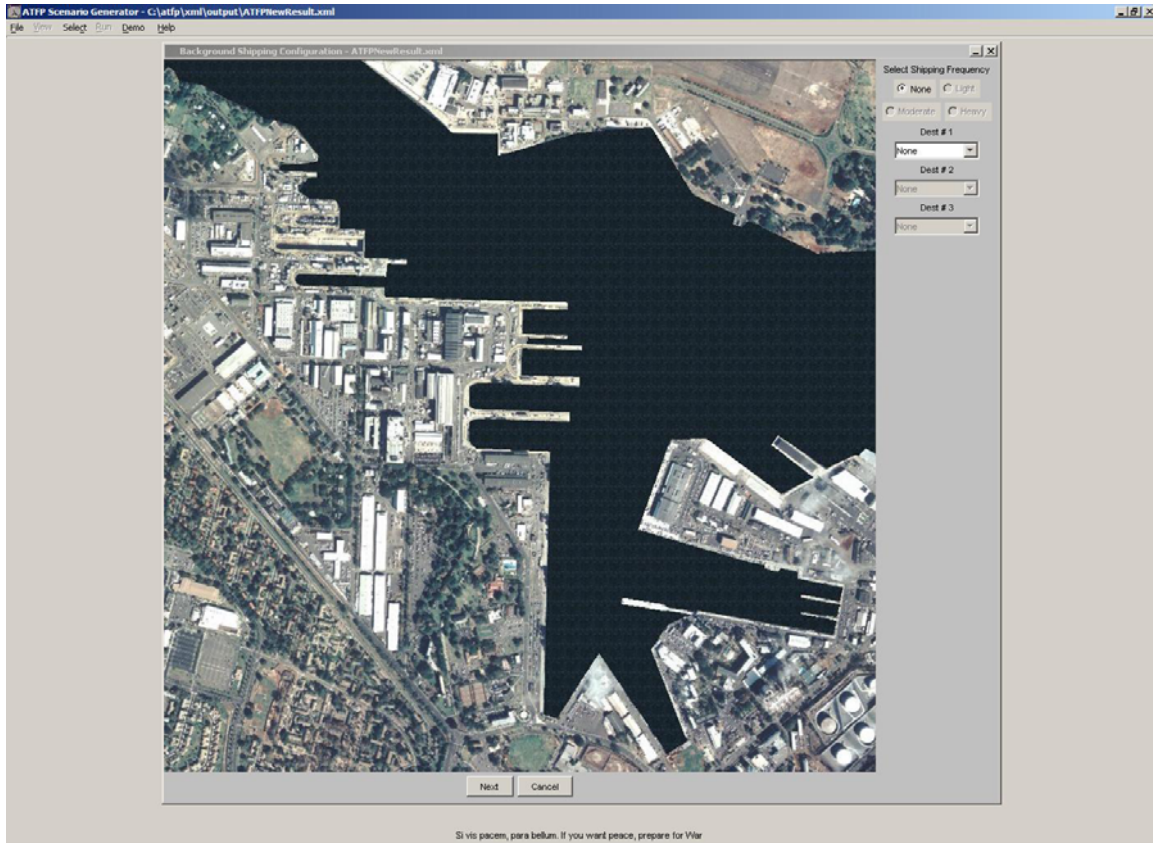 ATFP Scenario Generator - C:\atfp\xml\output\ATFPNewResult.xml
File View Select Run Demo Help
Background Shipping Configuration - ATFPNewResult.xml
Select Shipping Frequency
None Light
Moderate Heavy
Dest # 1
None
Dest # 2
None
Dest # 3
None
Next Cancel
Si vis pacem, para bellum. If you want peace, prepare for War